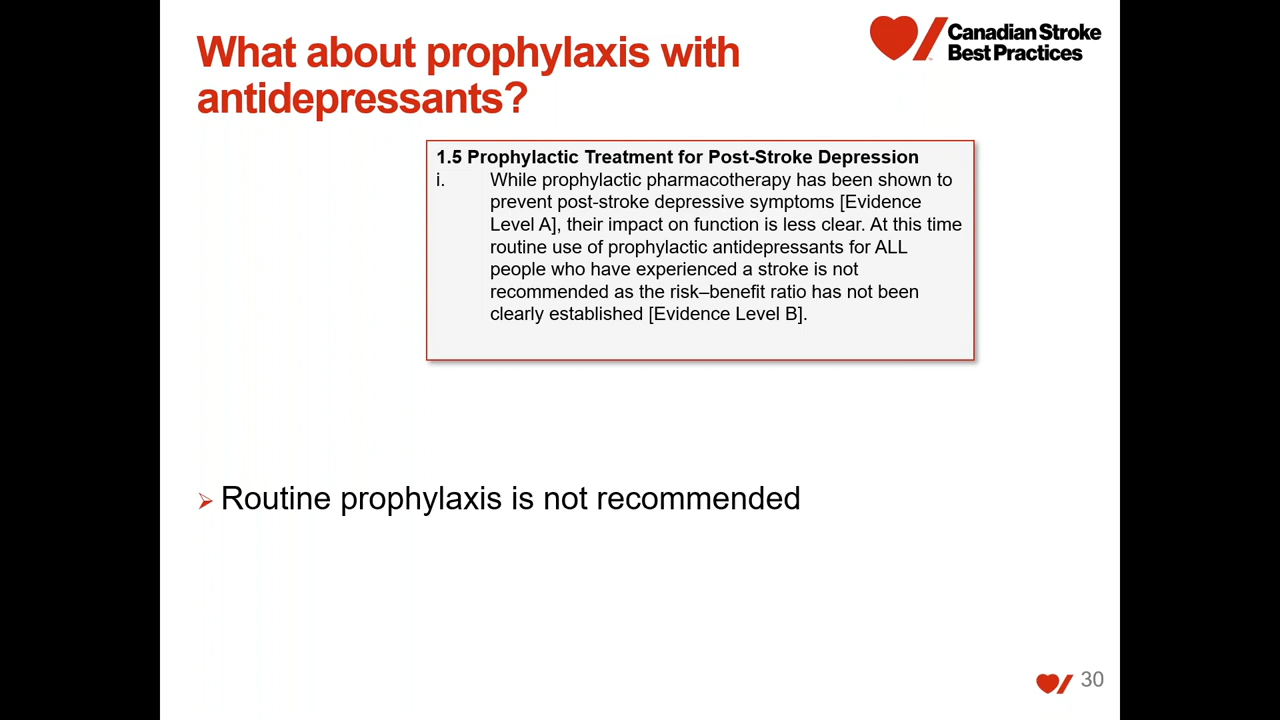 What about prophylaxis with
antidepressants?
Canadian Stroke
Best Practices
1.5 Prophylactic Treatment for Post-Stroke Depression
i. While prophylactic pharmacotherapy has been shown to
prevent post-stroke depressive symptoms [Evidence
Level A], their impact on function is less clear. At this time
routine use of prophylactic antidepressants for ALL
people who have experienced a stroke is not
recommended as the risk–benefit ratio has not been
clearly established [Evidence Level B].
➢ Routine prophylaxis is not recommended
30